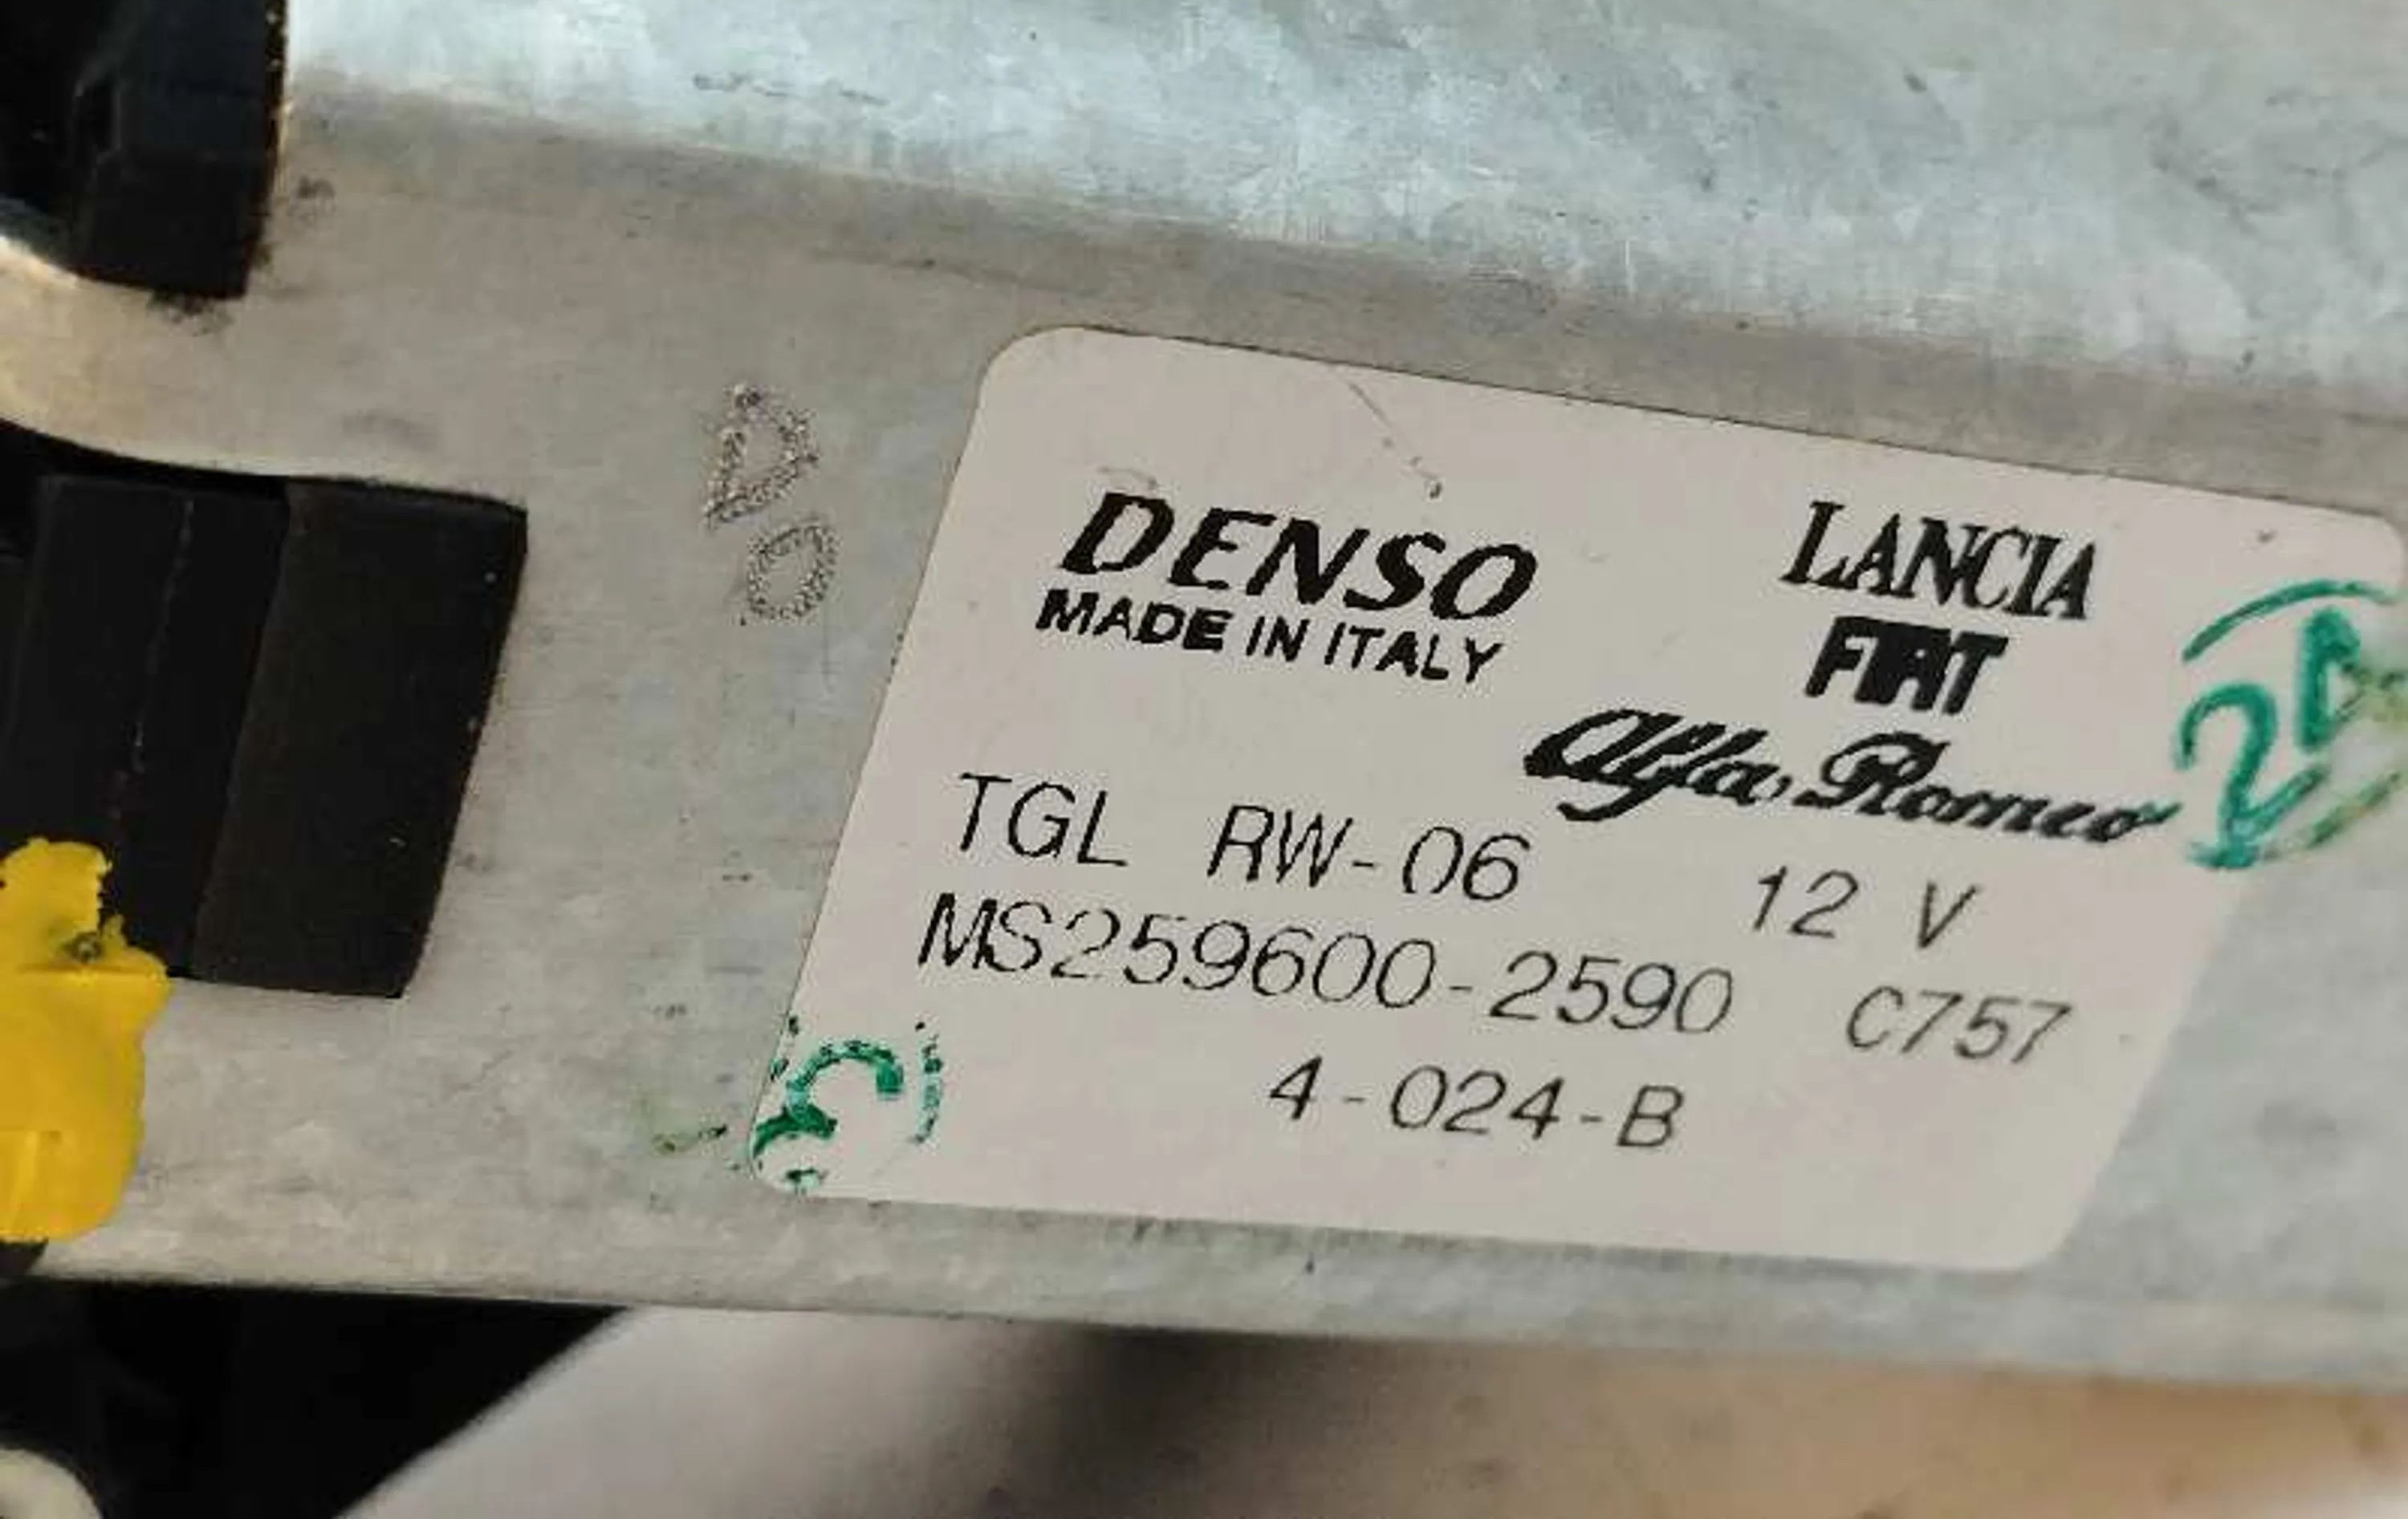 DENSO
MADE IN ITALY
LANCIA
FIAT
Alfa Romeo
TGL RW-06 12 V
MS259600-2590 C757
4-024-B